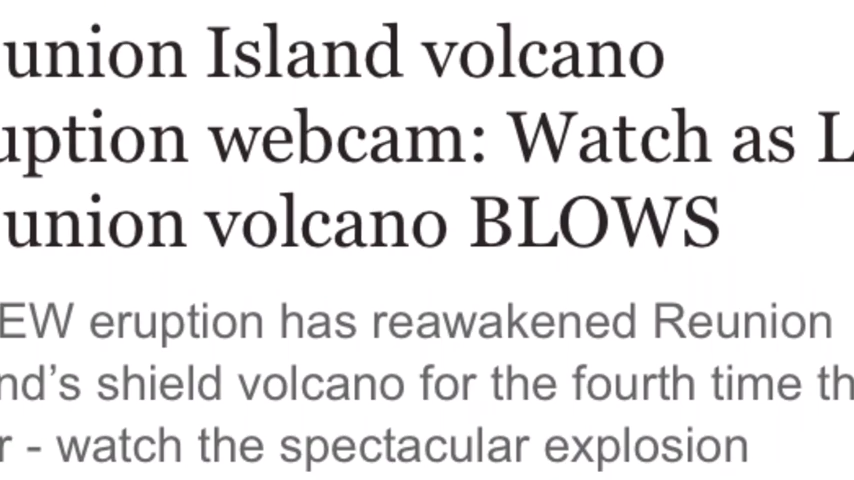 union Island volcano
uption webcam: Watch as L
union volcano BLOWS
EW eruption has reawakened Reunion
nd’s shield volcano for the fourth time th
r - watch the spectacular explosion